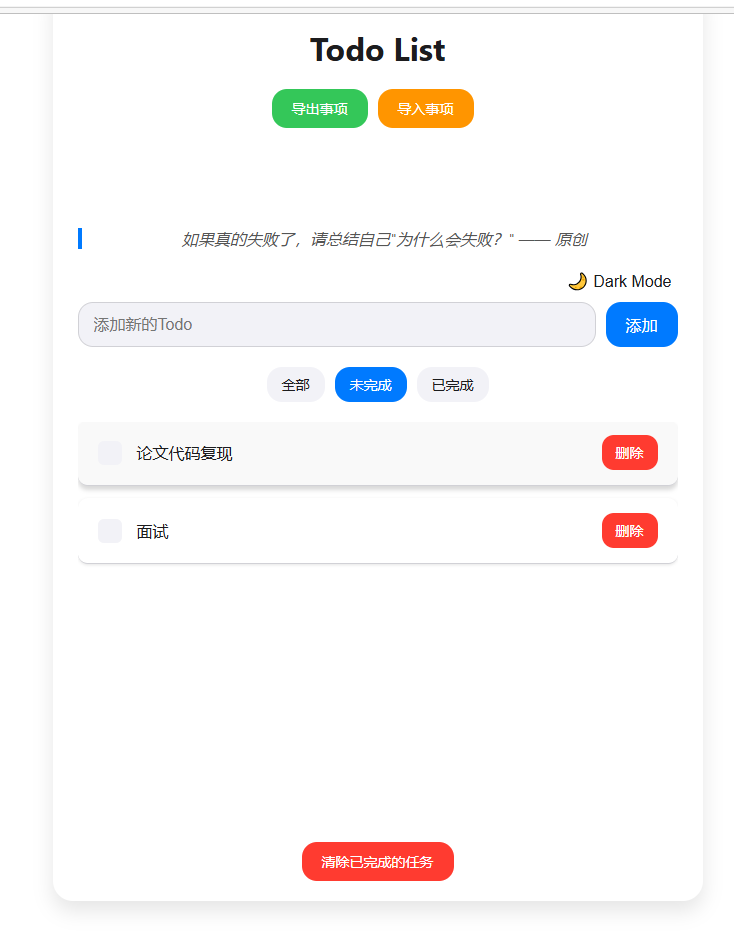 Todo List
导出事项 导入事项
如果真的失败了，请总结自己"为什么会失败？" —— 原创
🌙 Dark Mode
添加新的Todo 添加
全部 未完成 已完成
论文代码复现 删除
面试 删除
清除已完成的任务